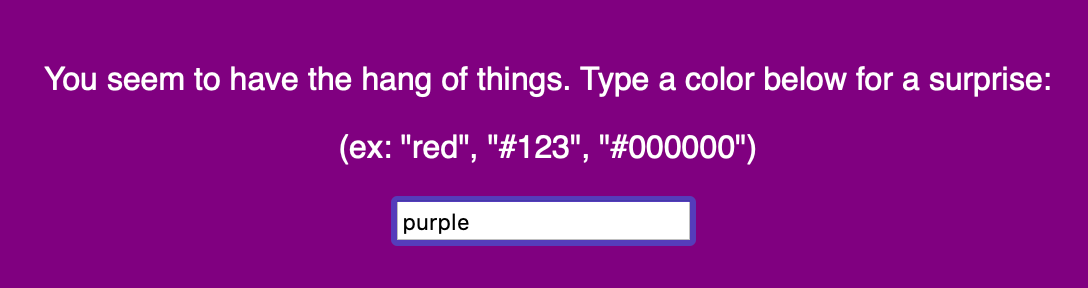 You seem to have the hang of things. Type a color below for a surprise:
(ex: "red", "#123", "#000000")
purple